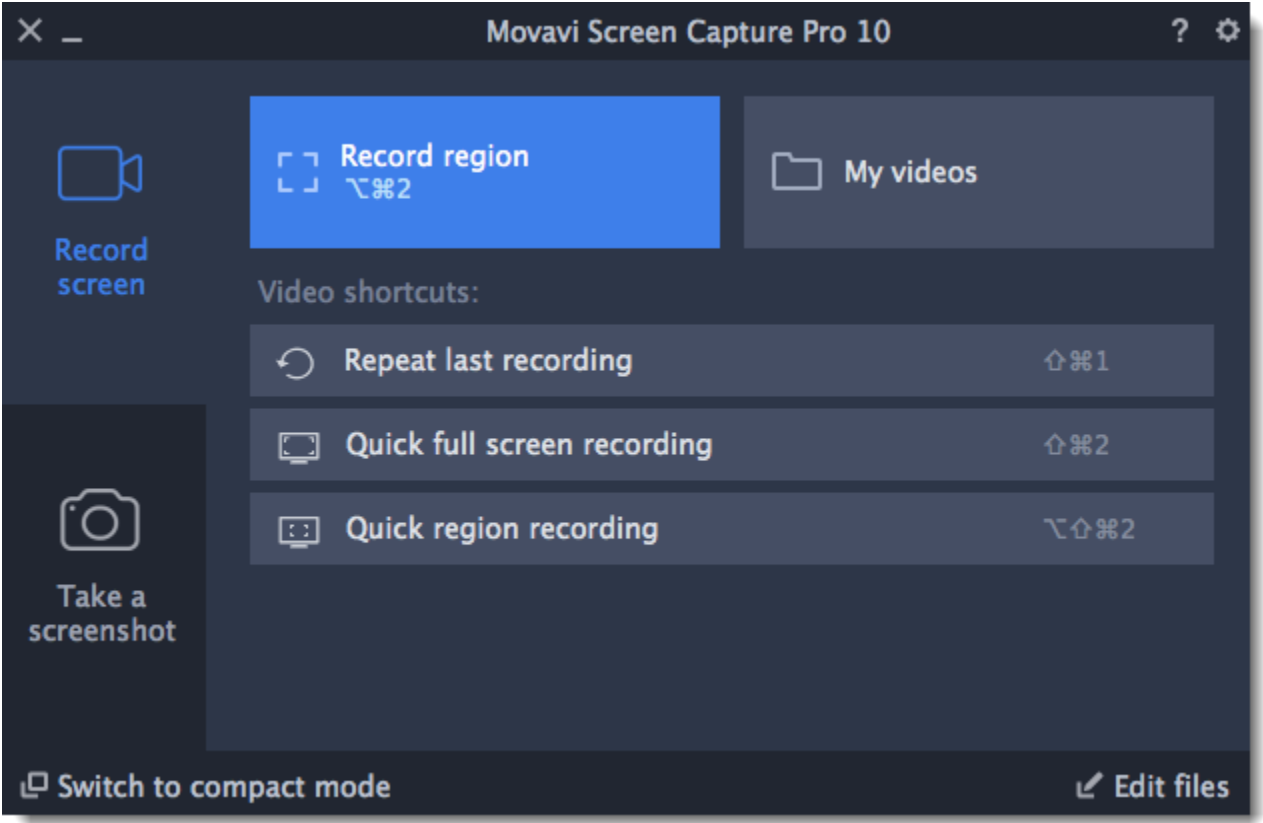 Movavi Screen Capture Pro 10
?
Record region
⌥⌘2
My videos
Record
screen
Video shortcuts:
Repeat last recording ⇧⌘1
Quick full screen recording ⇧⌘2
Quick region recording ⌥⇧⌘2
Take a
screenshot
Switch to compact mode
Edit files